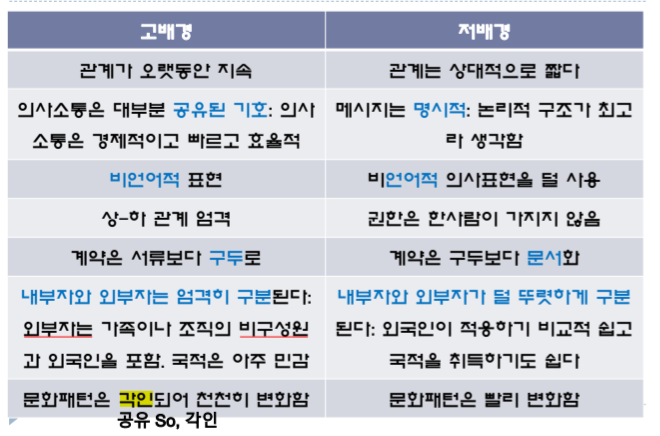 고배경 저배경
관계가 오랫동안 지속 관계는 상대적으로 짧다
의사소통은 대부분 공유된 기호: 의사 메시지는 명시적: 논리적 구조가 최고
소통은 경제적이고 빠르고 효율적 라 생각함
비언어적 표현 비언어적 의사표현을 덜 사용
상-하 관계 엄격 권한은 한사람이 가지지 않음
계약은 서류보다 구두로 계약은 구두보다 문서화
내부자와 외부자는 엄격히 구분된다: 내부자와 외부자가 덜 뚜렷하게 구분
외부자는 가족이나 조직의 비구성원 된다: 외국인이 적용하기 비교적 쉽고
과 외국인을 포함. 국적은 아주 민감 국적을 취득하기도 쉽다
문화패턴은 각인되어 천천히 변화함 문화패턴은 빨리 변화함
공유 So, 각인